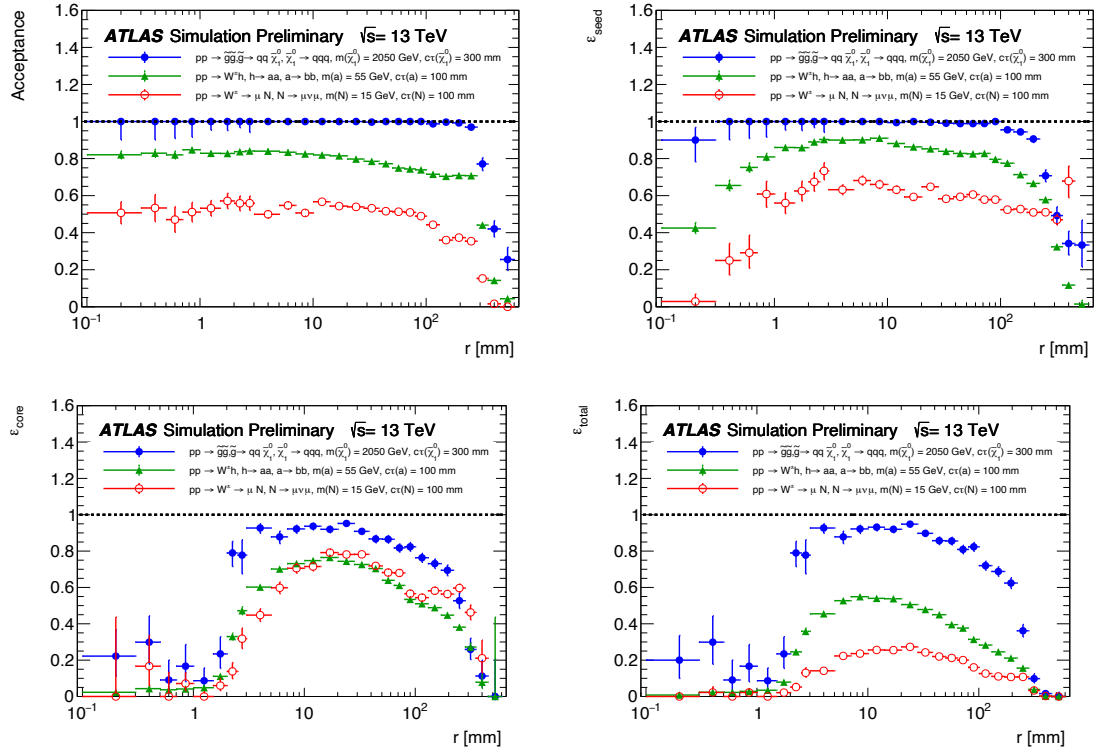 Acceptance
1.6
1.4
1.2
1
0.8
0.6
0.4
0.2
0
ATLAS Simulation Preliminary √s= 13 TeV
pp → g̃g̃,g̃→ qq χ̃₁⁰, χ̃₁⁰ → qqq, m(χ̃₁⁰) = 2050 GeV, cτ(χ̃₁⁰) = 300 mm
pp → W±h, h→ aa, a→ bb, m(a) = 55 GeV, cτ(a) = 100 mm
pp → W± → μ N, N → μνμ, m(N) = 15 GeV, cτ(N) = 100 mm
10⁻¹ 1 10 10²
r [mm]
ε_seed
1.6
1.4
1.2
1
0.8
0.6
0.4
0.2
0
ATLAS Simulation Preliminary √s= 13 TeV
pp → g̃g̃,g̃→ qq χ̃₁⁰, χ̃₁⁰ → qqq, m(χ̃₁⁰) = 2050 GeV, cτ(χ̃₁⁰) = 300 mm
pp → W±h, h→ aa, a→ bb, m(a) = 55 GeV, cτ(a) = 100 mm
pp → W± → μ N, N → μνμ, m(N) = 15 GeV, cτ(N) = 100 mm
10⁻¹ 1 10 10²
r [mm]
ε_core
1.6
1.4
1.2
1
0.8
0.6
0.4
0.2
0
ATLAS Simulation Preliminary √s= 13 TeV
pp → g̃g̃,g̃→ qq χ̃₁⁰, χ̃₁⁰ → qqq, m(χ̃₁⁰) = 2050 GeV, cτ(χ̃₁⁰) = 300 mm
pp → W±h, h→ aa, a→ bb, m(a) = 55 GeV, cτ(a) = 100 mm
pp → W± → μ N, N → μνμ, m(N) = 15 GeV, cτ(N) = 100 mm
10⁻¹ 1 10 10²
r [mm]
ε_total
1.6
1.4
1.2
1
0.8
0.6
0.4
0.2
0
ATLAS Simulation Preliminary √s= 13 TeV
pp → g̃g̃,g̃→ qq χ̃₁⁰, χ̃₁⁰ → qqq, m(χ̃₁⁰) = 2050 GeV, cτ(χ̃₁⁰) = 300 mm
pp → W±h, h→ aa, a→ bb, m(a) = 55 GeV, cτ(a) = 100 mm
pp → W± → μ N, N → μνμ, m(N) = 15 GeV, cτ(N) = 100 mm
10⁻¹ 1 10 10²
r [mm]